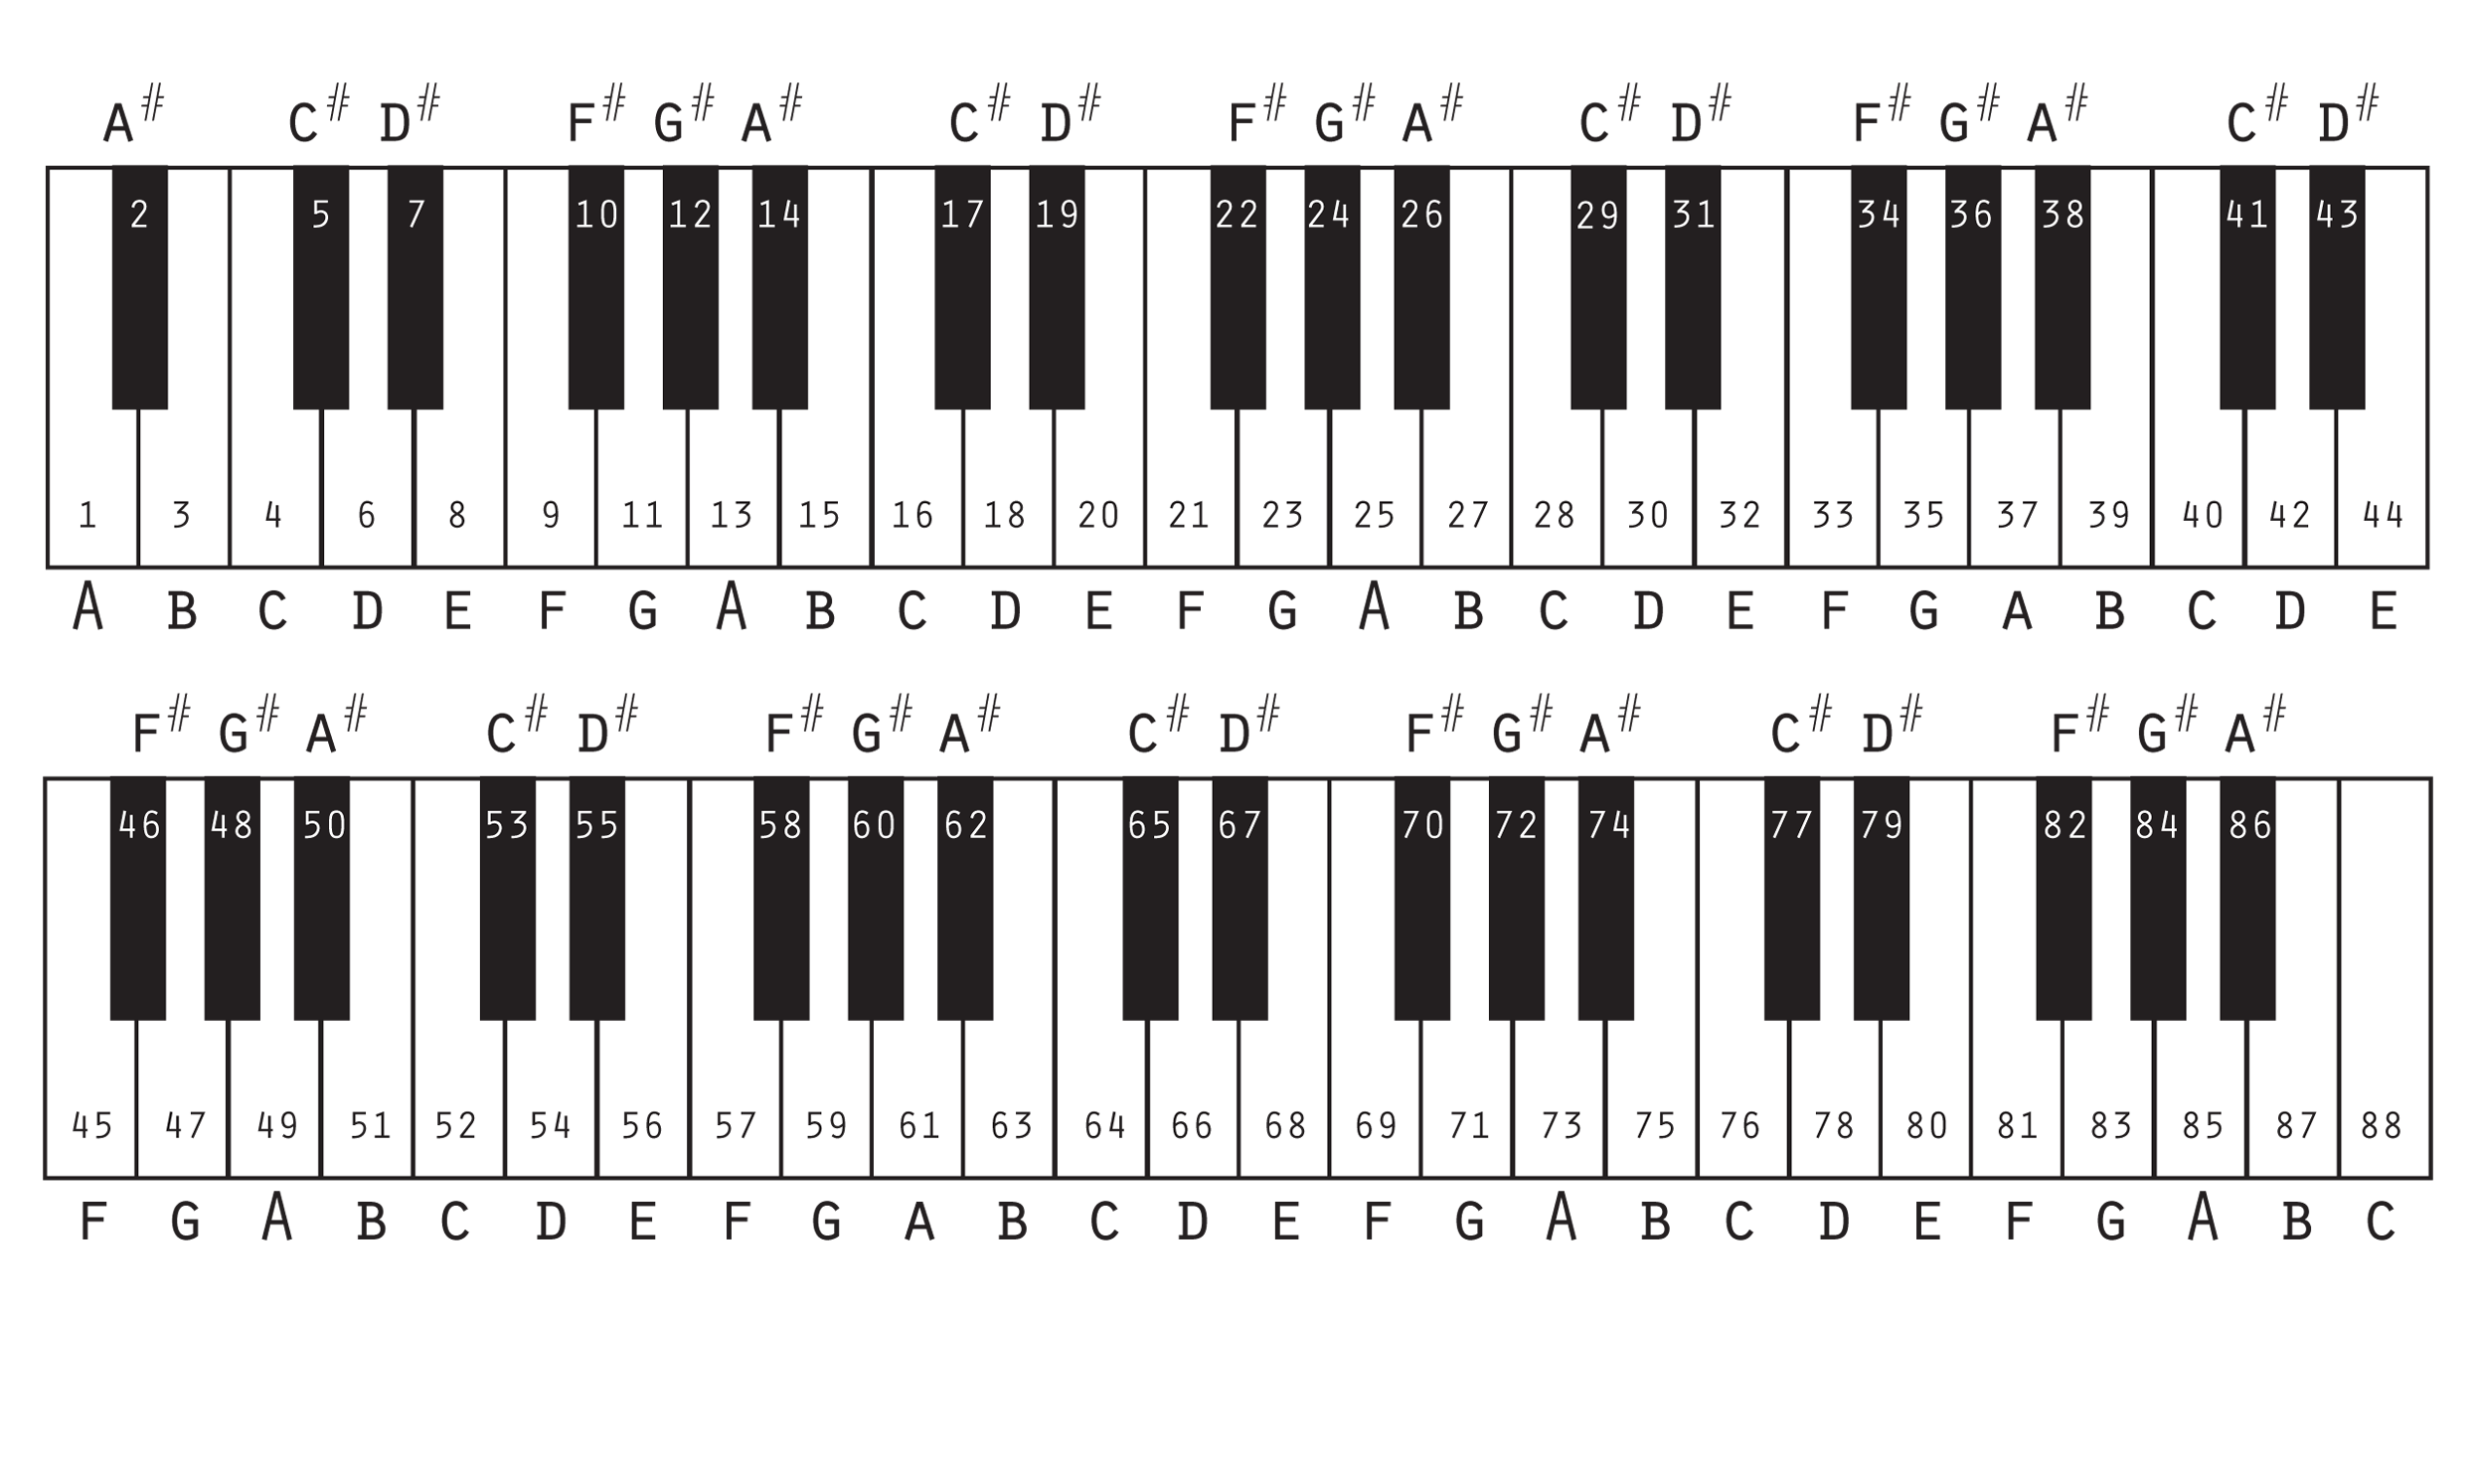 A# C# D# F# G# A# C# D# F# G# A# C# D# F# G# A# C# D#
2 5 7 10 12 14 17 19 22 24 26 29 31 34 36 38 41 43
1 3 4 6 8 9 11 13 15 16 18 20 21 23 25 27 28 30 32 33 35 37 39 40 42 44
A B C D E F G A B C D E F G A B C D E F G A B C D E
F# G# A# C# D# F# G# A# C# D# F# G# A# C# D# F# G# A#
46 48 50 53 55 58 60 62 65 67 70 72 74 77 79 82 84 86
45 47 49 51 52 54 56 57 59 61 63 64 66 68 69 71 73 75 76 78 80 81 83 85 87 88
F G A B C D E F G A B C D E F G A B C D E F G A B C